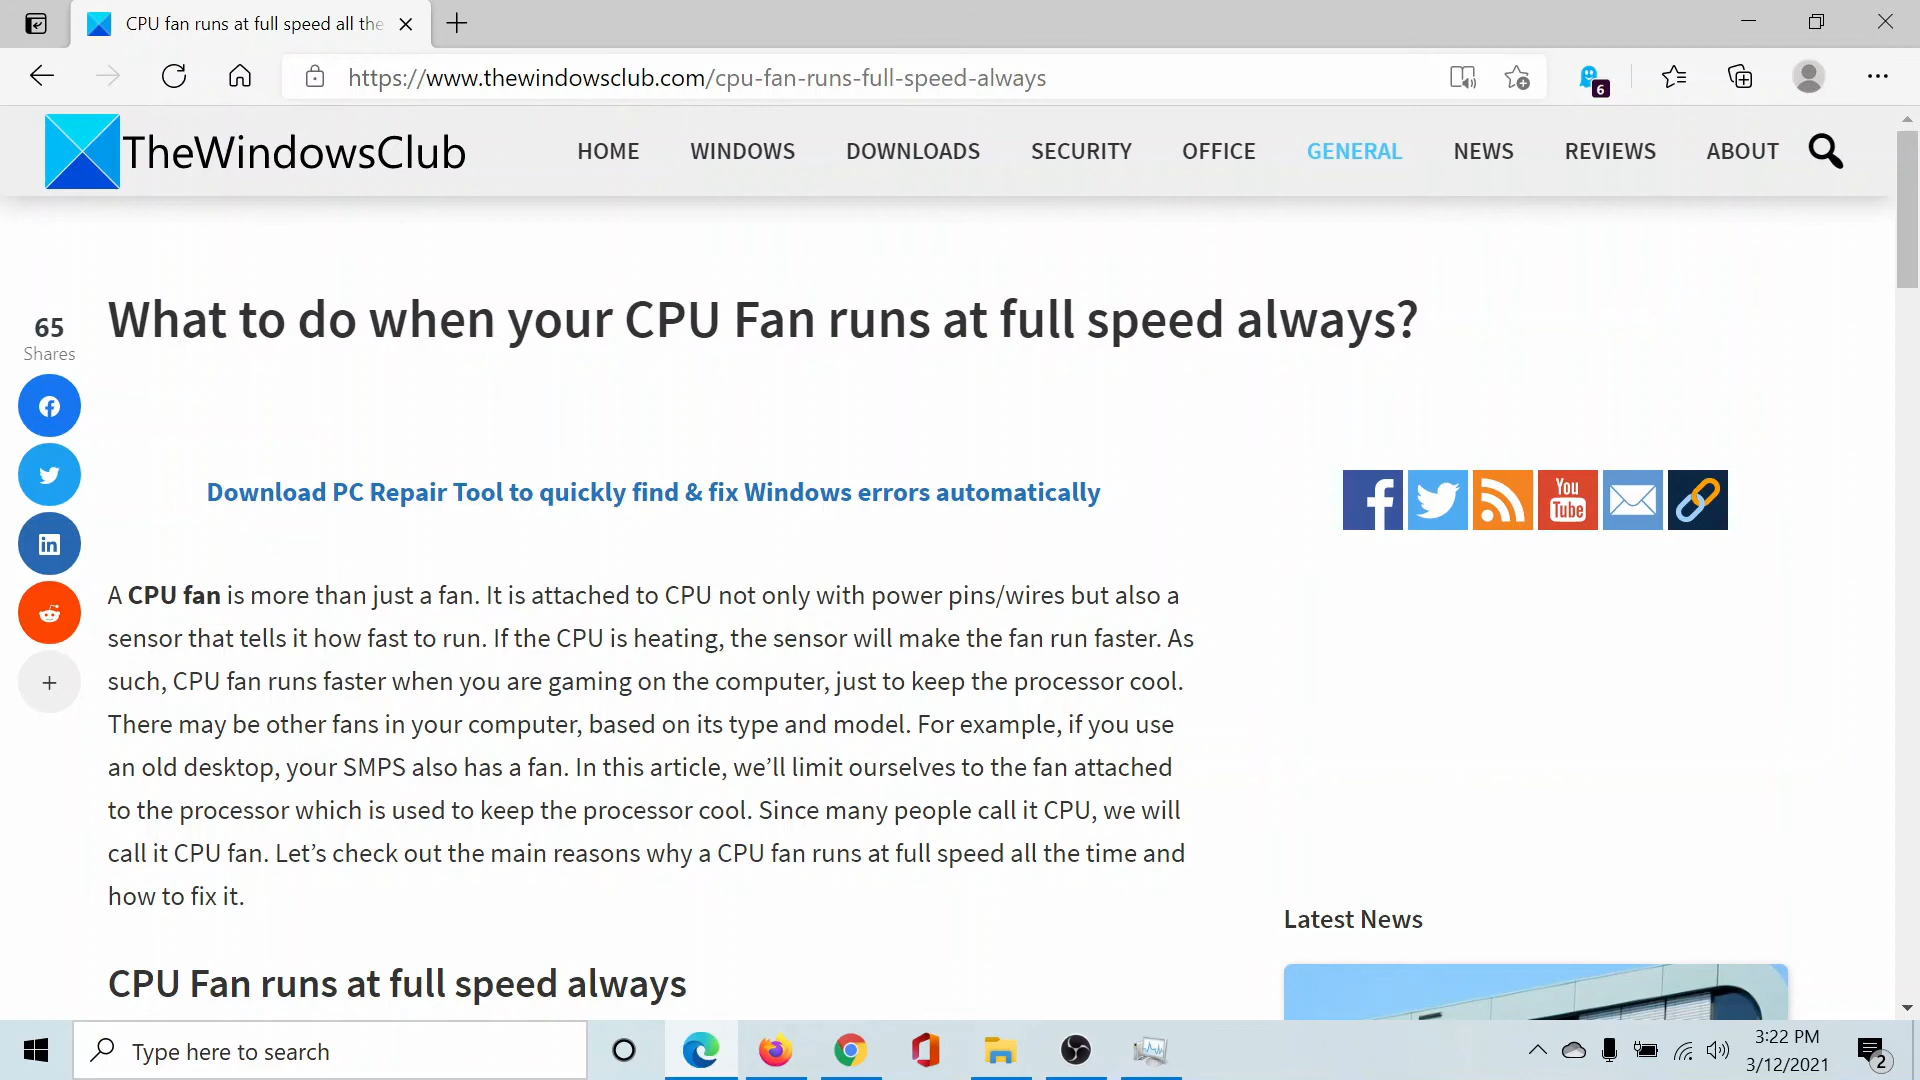 CPU fan runs at full speed all the
https://www.thewindowsclub.com/cpu-fan-runs-full-speed-always
6
TheWindowsClub
HOME WINDOWS DOWNLOADS SECURITY OFFICE GENERAL NEWS REVIEWS ABOUT
What to do when your CPU Fan runs at full speed always?
65
Shares
Download PC Repair Tool to quickly find & fix Windows errors automatically
You
Tube
A CPU fan is more than just a fan. It is attached to CPU not only with power pins/wires but also a
sensor that tells it how fast to run. If the CPU is heating, the sensor will make the fan run faster. As
such, CPU fan runs faster when you are gaming on the computer, just to keep the processor cool.
There may be other fans in your computer, based on its type and model. For example, if you use
an old desktop, your SMPS also has a fan. In this article, we’ll limit ourselves to the fan attached
to the processor which is used to keep the processor cool. Since many people call it CPU, we will
call it CPU fan. Let’s check out the main reasons why a CPU fan runs at full speed all the time and
how to fix it.
Latest News
CPU Fan runs at full speed always
Type here to search
3:22 PM
3/12/2021
2